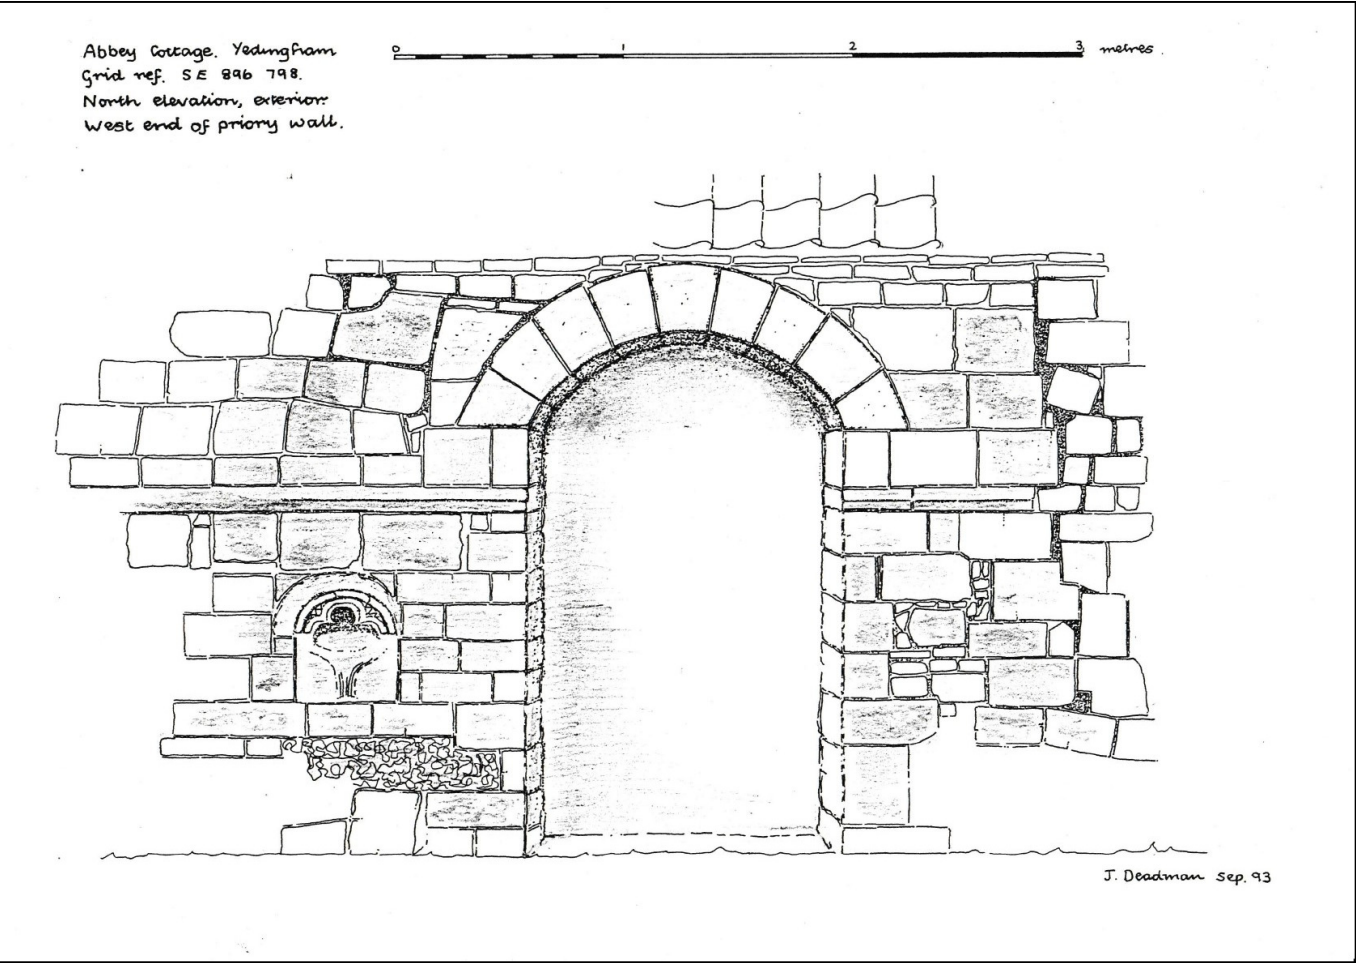 Abbey Cottage. Yedingham
Grid ref. SE 896 798.
North elevation, exterior.
West end of priory wall.
0 1 2 3 metres
J. Deadman Sep. 93